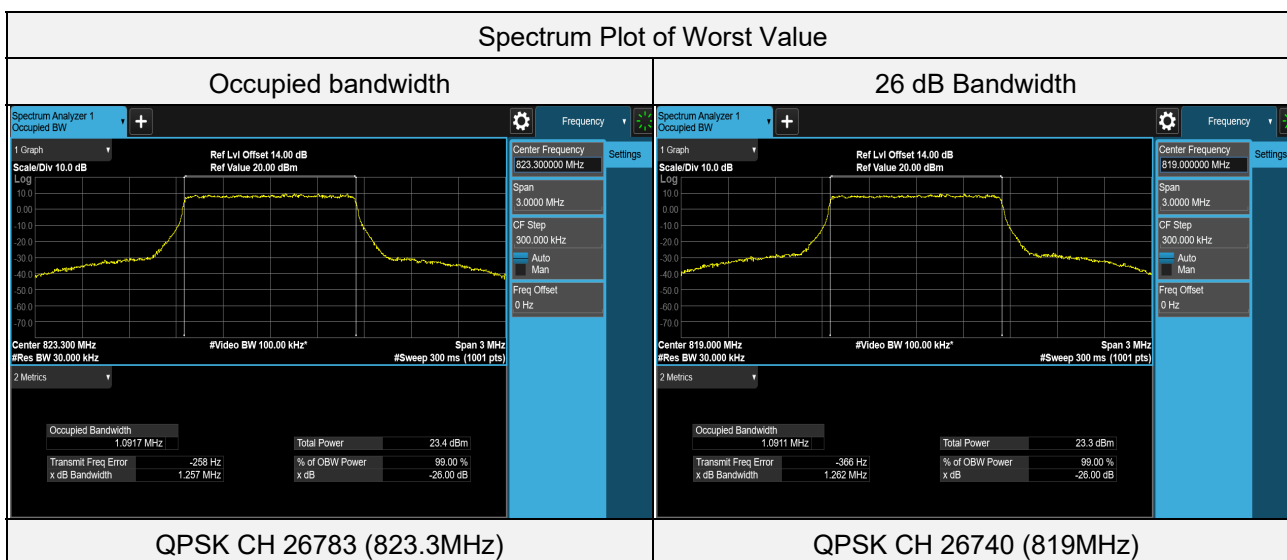 Spectrum Plot of Worst Value
Occupied bandwidth
26 dB Bandwidth
Spectrum Analyzer 1
Occupied BW
+
Frequency
1 Graph
Scale/Div 10.0 dB
Ref Lvl Offset 14.00 dB
Ref Value 20.00 dBm
Log
10.0
0.00
-10.0
-20.0
-30.0
-40.0
-50.0
-60.0
-70.0
Center 823.300 MHz
#Video BW 100.00 kHz*
Span 3 MHz
#Res BW 30.000 kHz
#Sweep 300 ms (1001 pts)
Center Frequency
823.300000 MHz
Settings
Span
3.0000 MHz
CF Step
300.000 kHz
Auto
Man
Freq Offset
0 Hz
2 Metrics
Occupied Bandwidth
1.0917 MHz
Total Power 23.4 dBm
Transmit Freq Error -258 Hz
% of OBW Power 99.00 %
x dB Bandwidth 1.257 MHz
x dB -26.00 dB
Spectrum Analyzer 1
Occupied BW
+
Frequency
1 Graph
Scale/Div 10.0 dB
Ref Lvl Offset 14.00 dB
Ref Value 20.00 dBm
Log
10.0
0.00
-10.0
-20.0
-30.0
-40.0
-50.0
-60.0
-70.0
Center 819.000 MHz
#Video BW 100.00 kHz*
Span 3 MHz
#Res BW 30.000 kHz
#Sweep 300 ms (1001 pts)
Center Frequency
819.000000 MHz
Settings
Span
3.0000 MHz
CF Step
300.000 kHz
Auto
Man
Freq Offset
0 Hz
2 Metrics
Occupied Bandwidth
1.0911 MHz
Total Power 23.3 dBm
Transmit Freq Error -366 Hz
% of OBW Power 99.00 %
x dB Bandwidth 1.262 MHz
x dB -26.00 dB
QPSK CH 26783 (823.3MHz)
QPSK CH 26740 (819MHz)